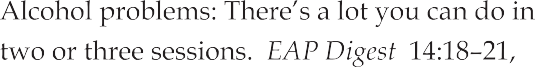 Alcohol problems: There’s a lot you can do in
two or three sessions. EAP Digest 14:18–21,